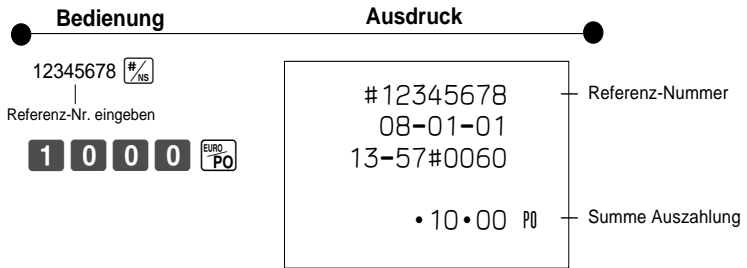 Bedienung Ausdruck
12345678 #/NS
Referenz-Nr. eingeben
1 0 0 0 EURO PO
#12345678
08-01-01
13-57#0060
•10•00 PO
Referenz-Nummer
Summe Auszahlung